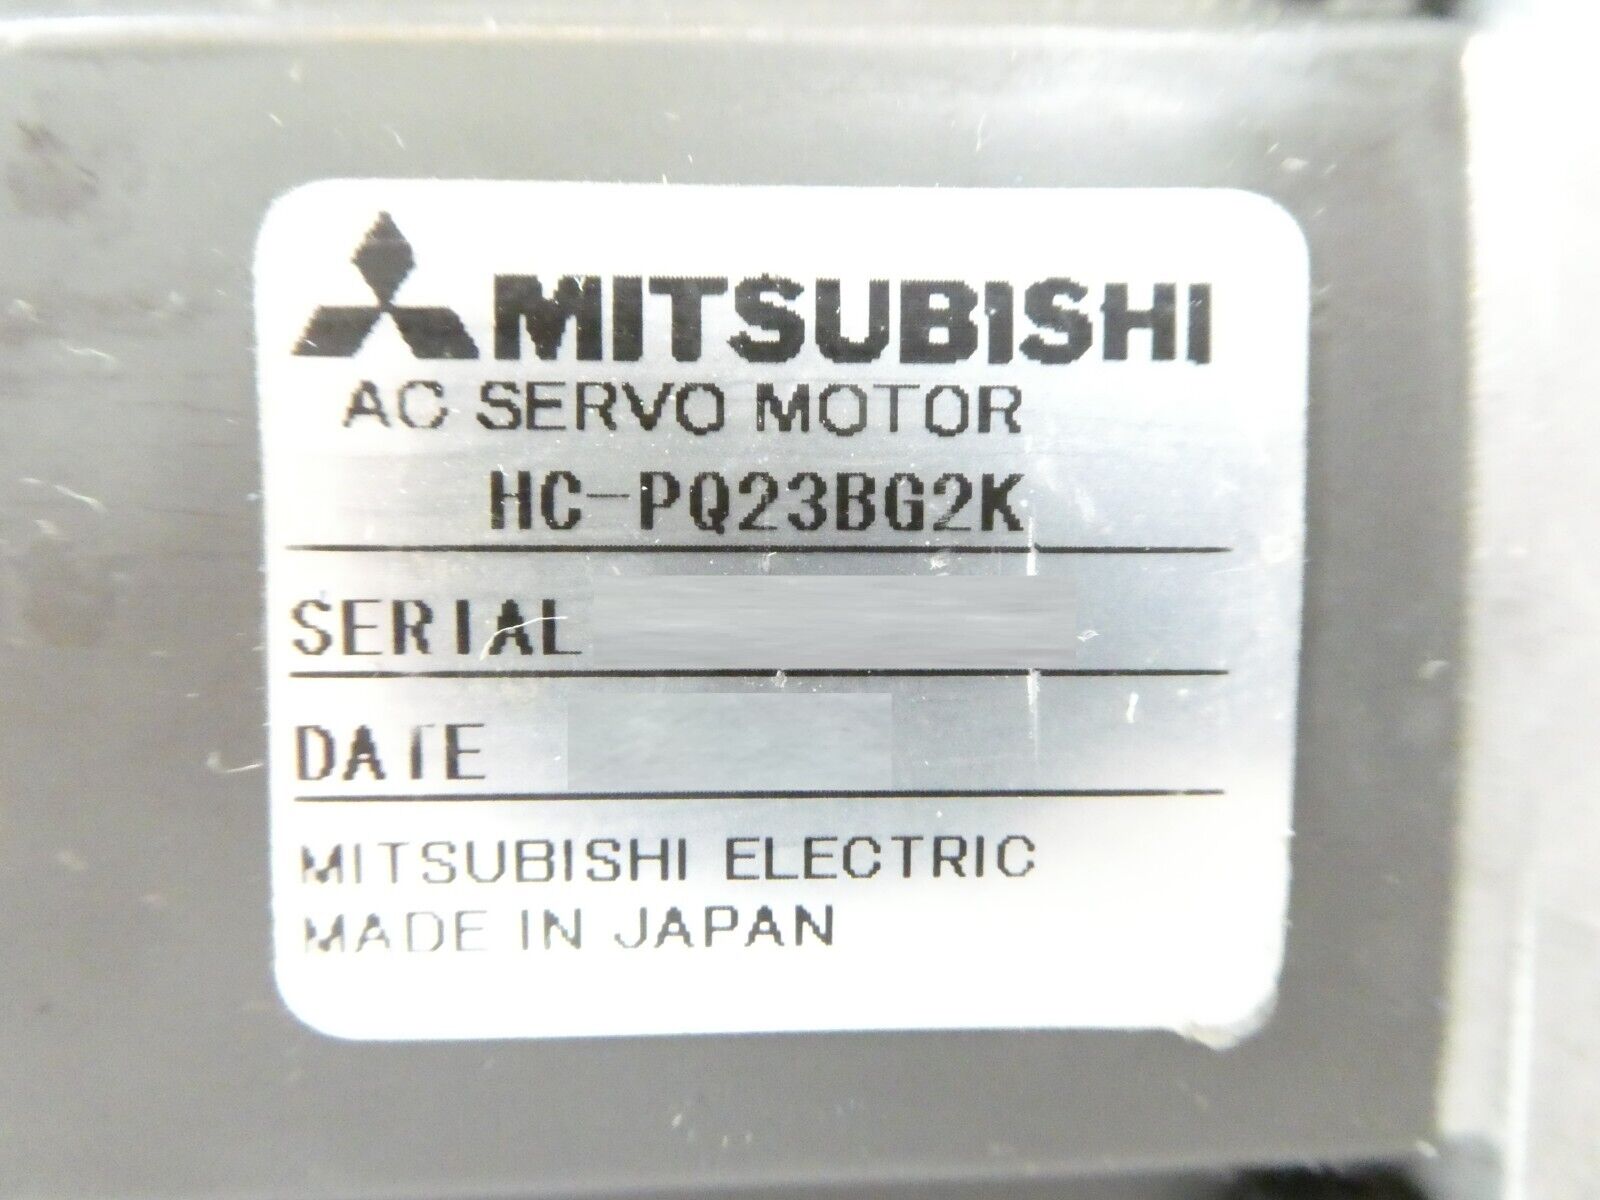 MITSUBISHI
AC SERVO MOTOR
HC-PQ23BG2K
SERIAL
DATE
MITSUBISHI ELECTRIC
MADE IN JAPAN